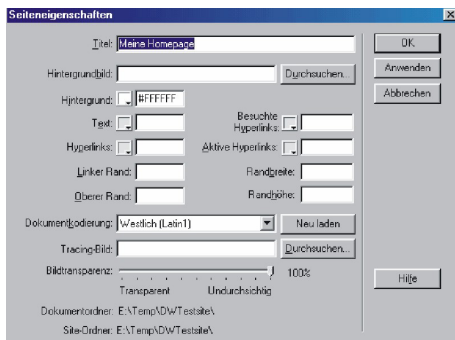 Seiteneigenschaften
Titel: Meine Homepage
OK
Hintergrundbild: Durchsuchen...
Anwenden
Hintergrund: #FFFFFF
Abbrechen
Text: Besuchte Hyperlinks:
Hyperlinks: Aktive Hyperlinks:
Linker Rand: Randbreite:
Oberer Rand: Randhöhe:
Dokumentkodierung: Westlich (Latin1) Neu laden
Tracing-Bild: Durchsuchen...
Bildtransparenz: 100%
Hilfe
Transparent Undurchsichtig
Dokumentordner: E:\Temp\DWTestsite\
Site-Ordner: E:\Temp\DWTestsite\